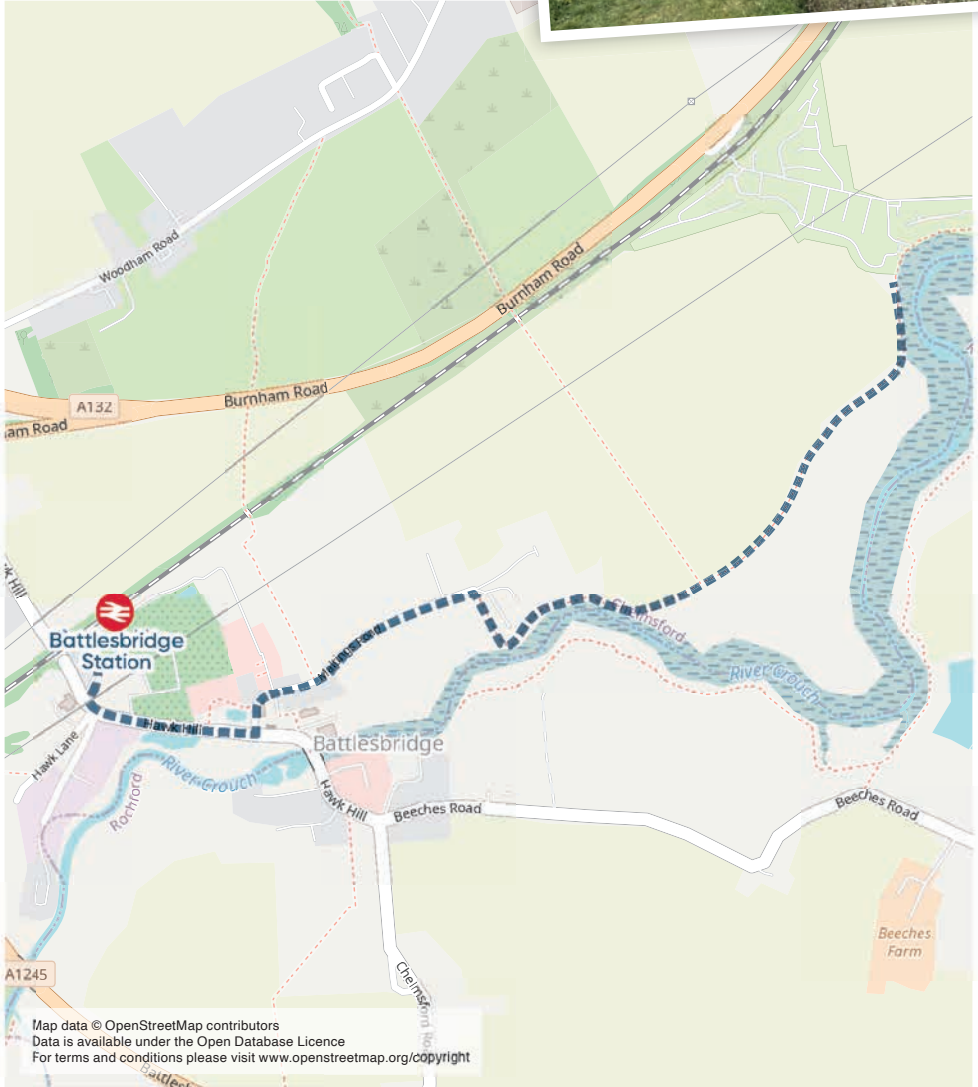 Woodham Road
Burnham Road
Burnham Road
A132
am Road
k Hill
Battlesbridge
Station
Hawk Hill
Hawk Lane
Chelmsford
River Crouch
River Crouch
Rochford
Battlesbridge
Hawk Hill
Beeches Road
Beeches Road
Beeches
Farm
A1245
Chelmsford Ro
Map data © OpenStreetMap contributors
Data is available under the Open Database Licence
For terms and conditions please visit www.openstreetmap.org/copyright